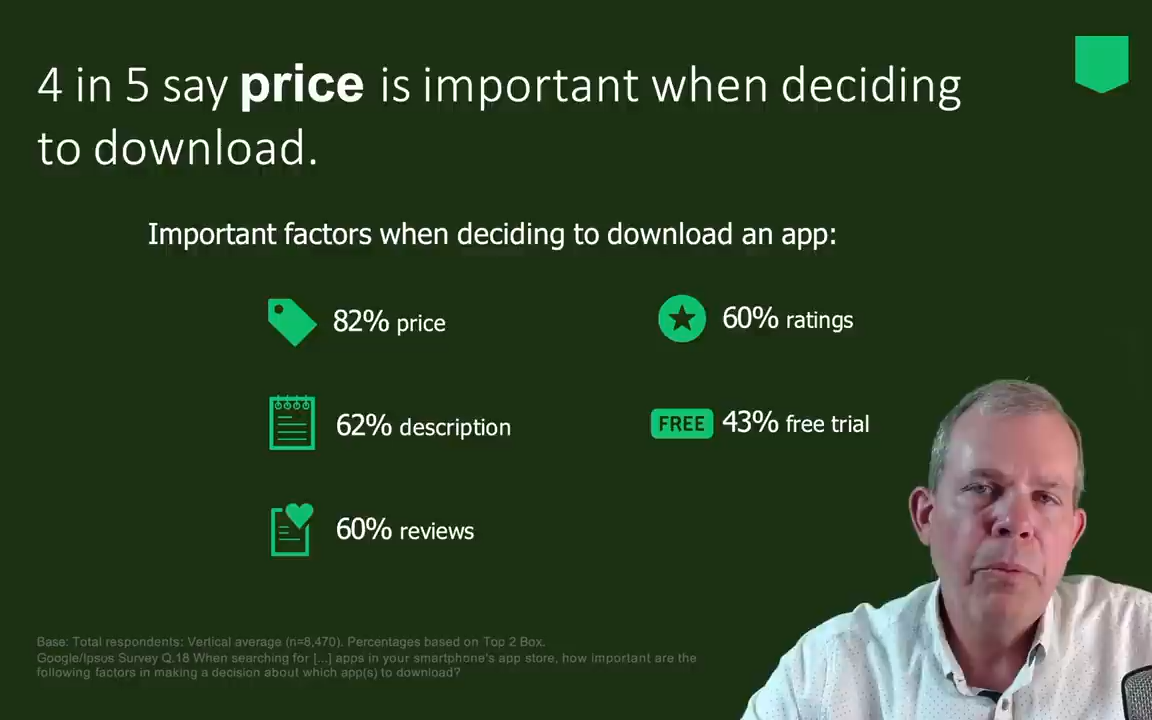 4 in 5 say price is important when deciding
to download.
Important factors when deciding to download an app:
82% price
60% ratings
62% description
FREE 43% free trial
60% reviews
Base: Total respondents: Vertical average (n=8,470). Percentages based on Top 2 Box.
Google/Ipsos Survey Q.18 When searching for [...] apps in your smartphone's app store, how important are the
following factors in making a decision about which app(s) to download?